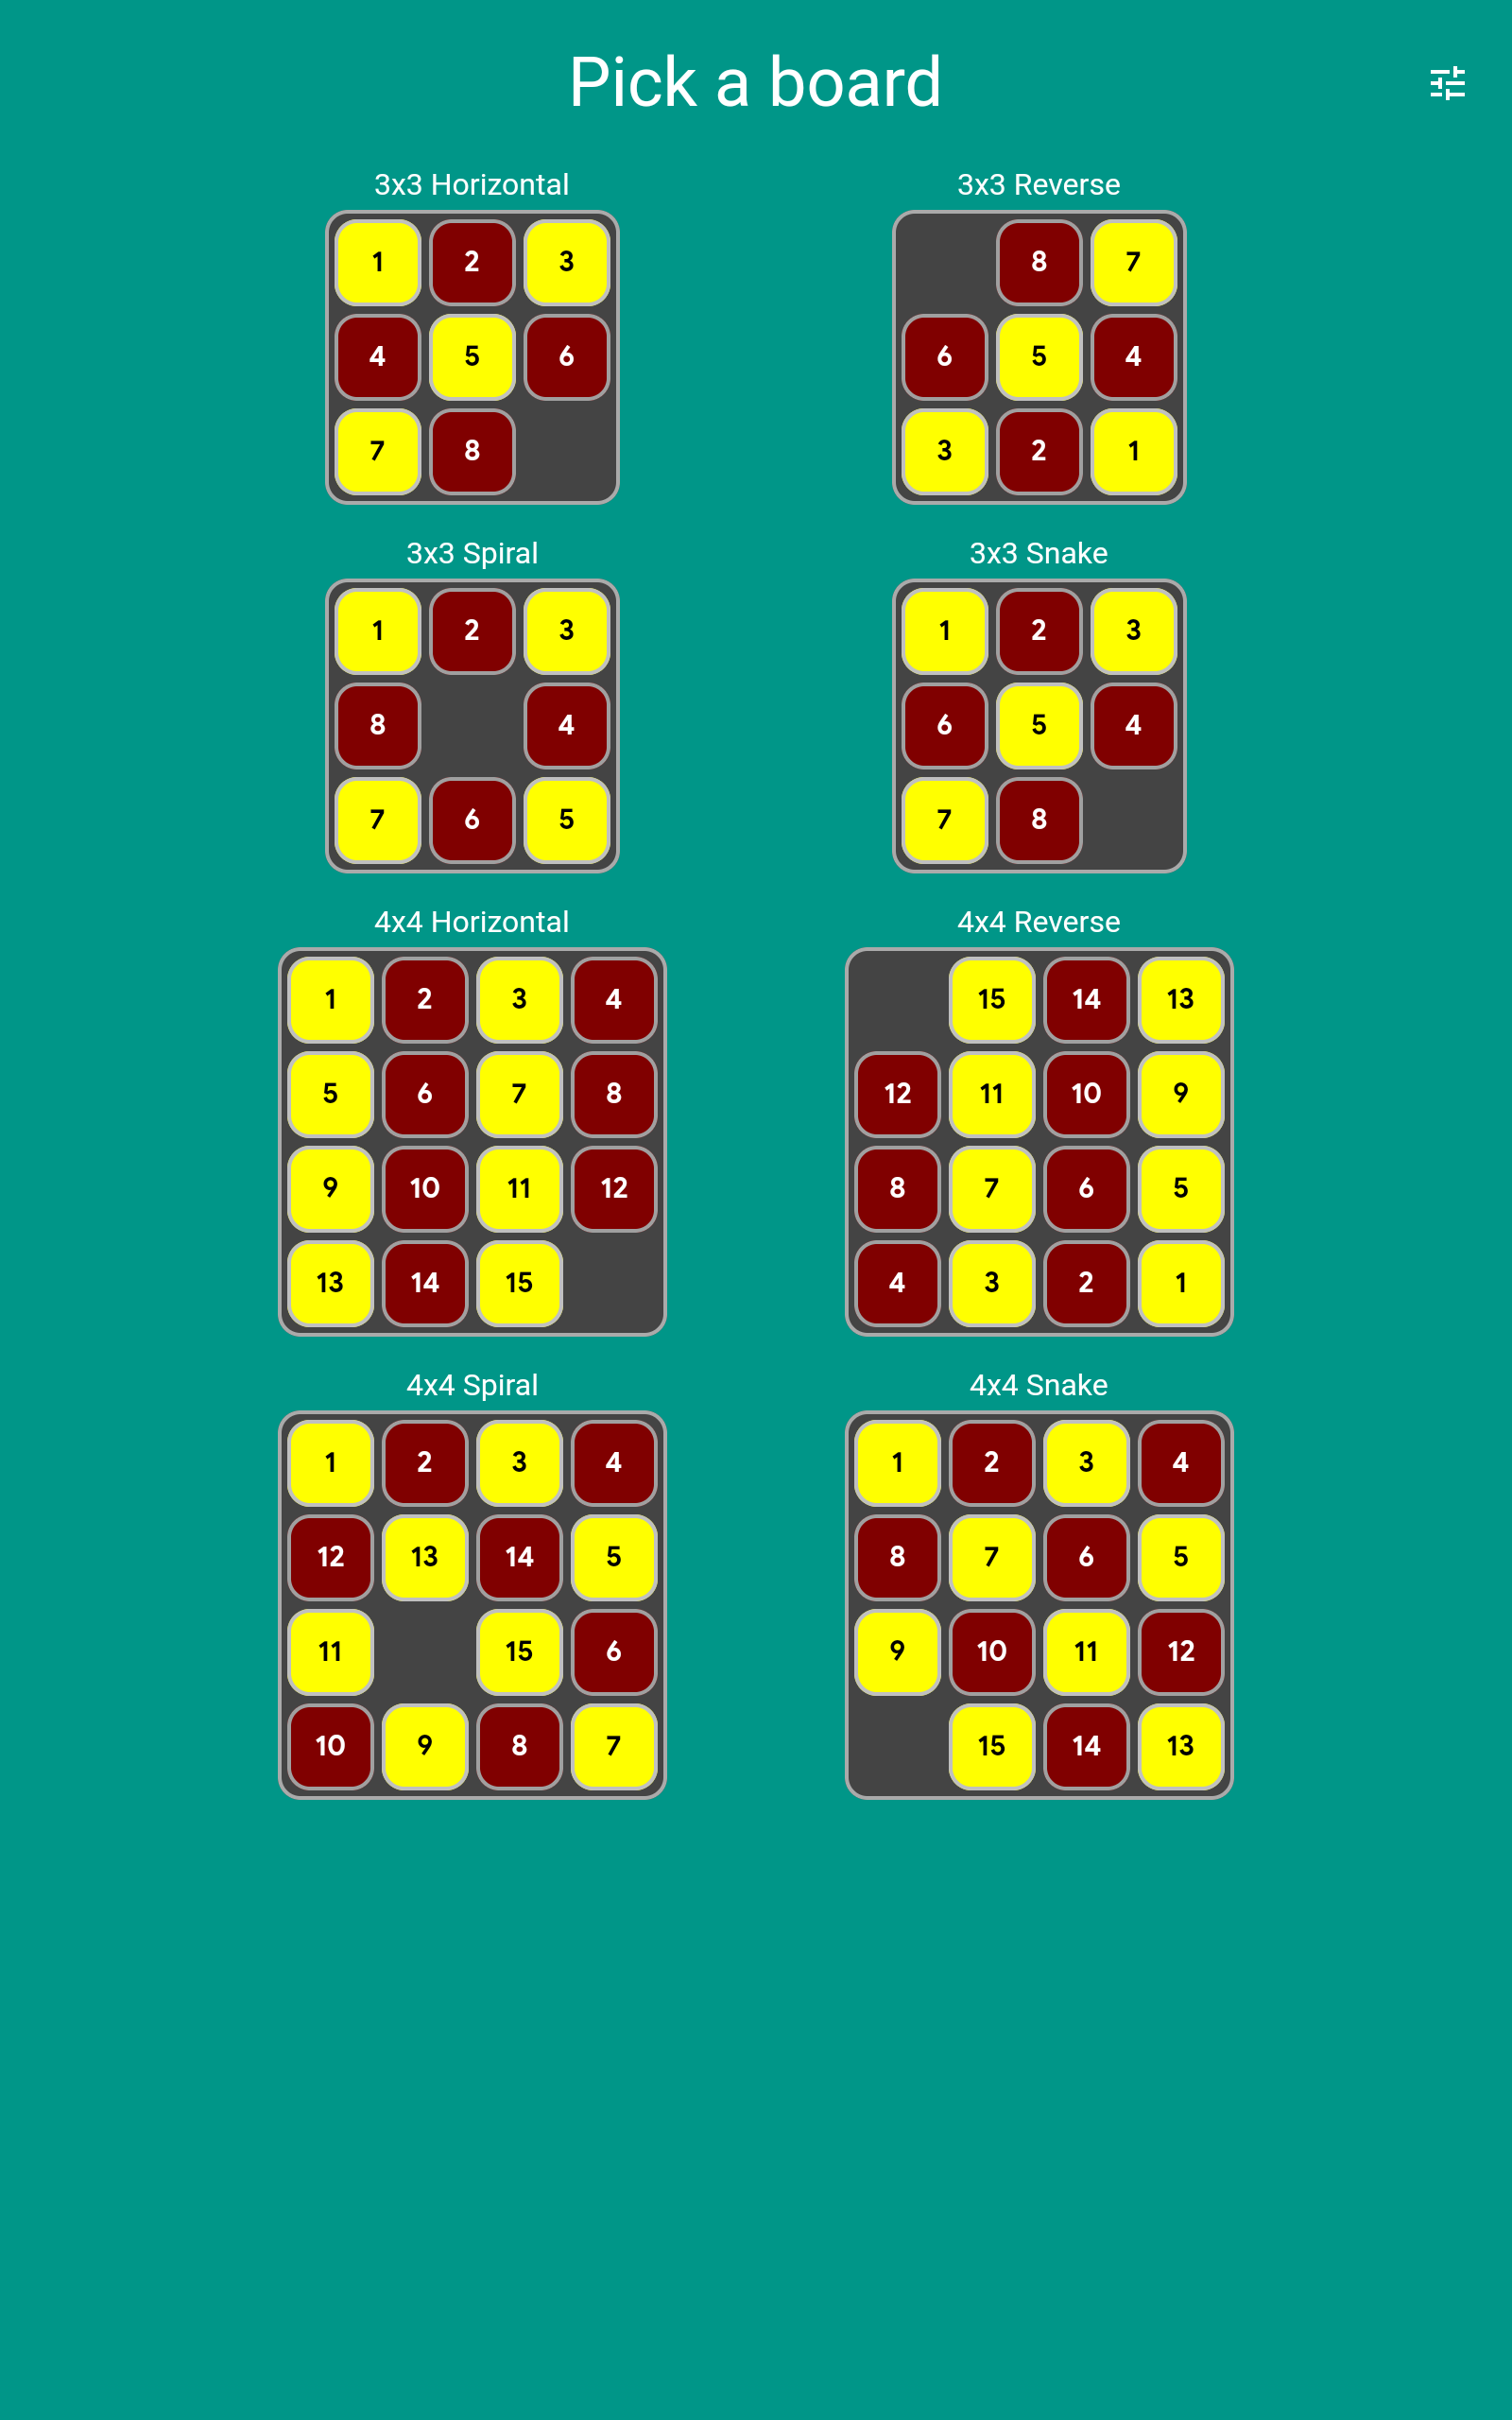 Pick a board
3x3 Horizontal
1 2 3
4 5 6
7 8
3x3 Reverse
8 7
6 5 4
3 2 1
3x3 Spiral
1 2 3
8 4
7 6 5
3x3 Snake
1 2 3
6 5 4
7 8
4x4 Horizontal
1 2 3 4
5 6 7 8
9 10 11 12
13 14 15
4x4 Reverse
15 14 13
12 11 10 9
8 7 6 5
4 3 2 1
4x4 Spiral
1 2 3 4
12 13 14 5
11 15 6
10 9 8 7
4x4 Snake
1 2 3 4
8 7 6 5
9 10 11 12
15 14 13